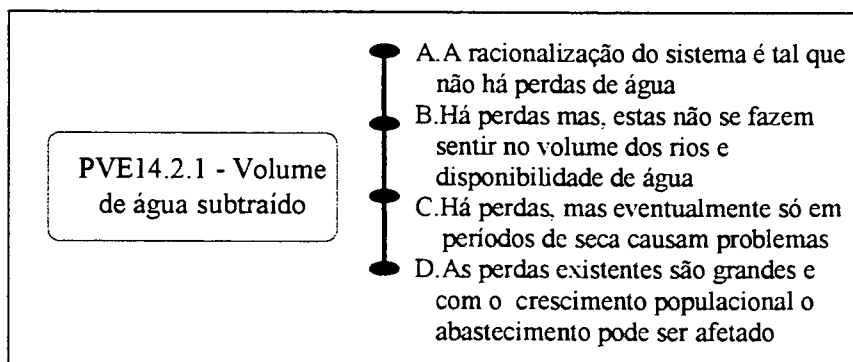 PVE14.2.1 - Volume
de água subtraído
A.A racionalização do sistema é tal que
não há perdas de água
B.Há perdas mas, estas não se fazem
sentir no volume dos rios e
disponibilidade de água
C.Há perdas, mas eventualmente só em
períodos de seca causam problemas
D.As perdas existentes são grandes e
com o crescimento populacional o
abastecimento pode ser afetado